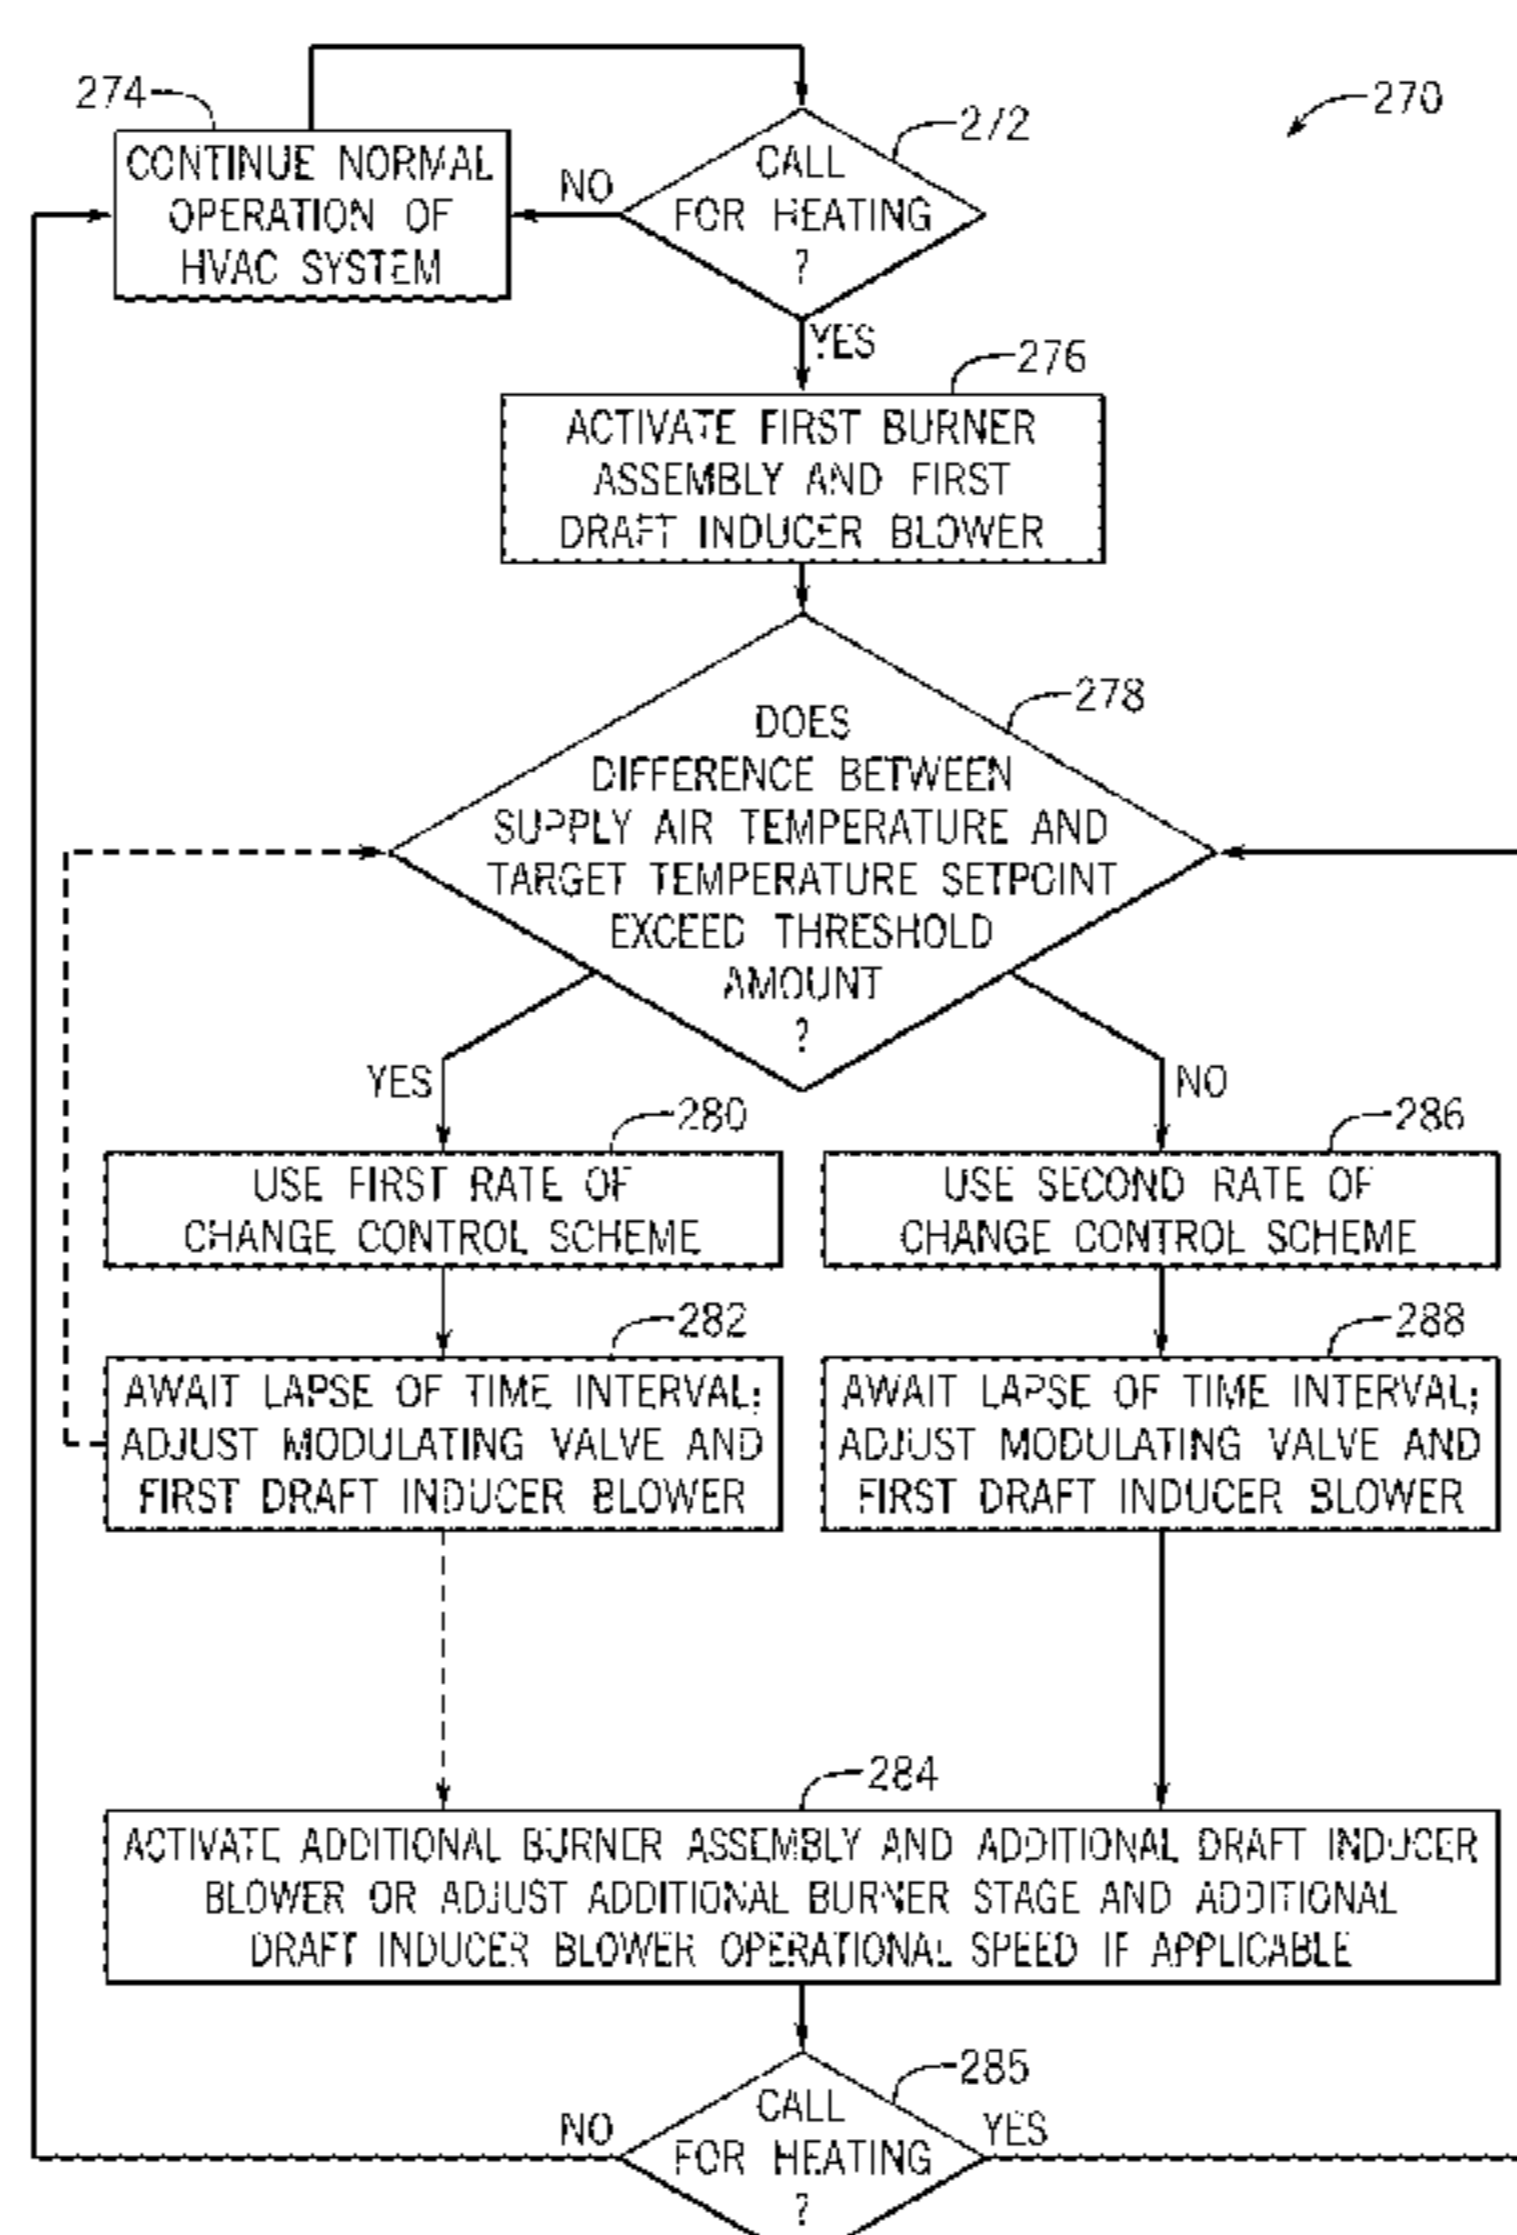 274
2/2
270
CONTINUE NORMAL
OPERATION OF
HVAC SYSTEM
NO
CALL
FOR HEATING
?
YES
276
ACTIVATE FIRST BURNER
ASSEMBLY AND FIRST
DRAFT INDUCER BLOWER
278
DOES
DIFFERENCE BETWEEN
SUPPLY AIR TEMPERATURE AND
TARGET TEMPERATURE SETPOINT
EXCEED THRESHOLD
AMOUNT
?
YES
NO
280
USE FIRST RATE OF
CHANGE CONTROL SCHEME
286
USE SECOND RATE OF
CHANGE CONTROL SCHEME
282
AWAIT LAPSE OF TIME INTERVAL;
ADJUST MODULATING VALVE AND
FIRST DRAFT INDUCER BLOWER
288
AWAIT LAPSE OF TIME INTERVAL;
ADJUST MODULATING VALVE AND
FIRST DRAFT INDUCER BLOWER
284
ACTIVATE ADDITIONAL BURNER ASSEMBLY AND ADDITIONAL DRAFT INDUCER
BLOWER OR ADJUST ADDITIONAL BURNER STAGE AND ADDITIONAL
DRAFT INDUCER BLOWER OPERATIONAL SPEED IF APPLICABLE
285
NO
CALL
FOR HEATING
?
YES